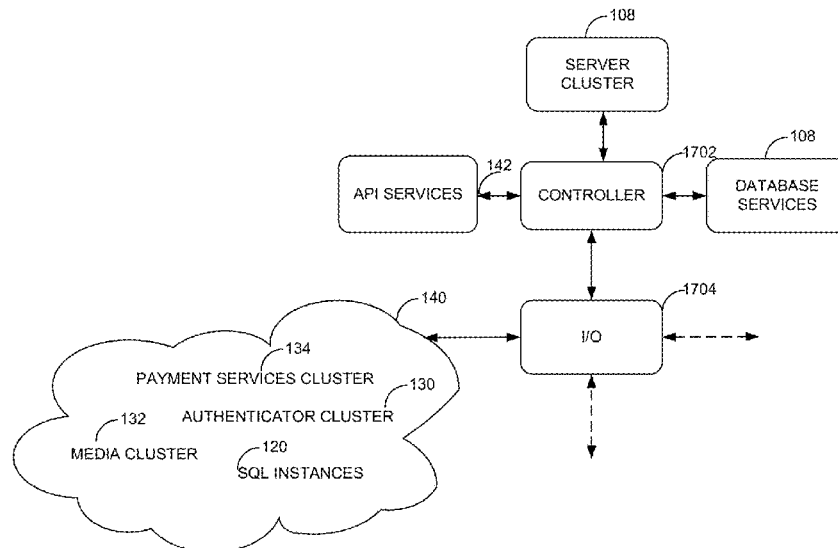 108
SERVER
CLUSTER
108
1702
142
API SERVICES
CONTROLLER
DATABASE
SERVICES
140
1704
I/O
134
PAYMENT SERVICES CLUSTER
130
AUTHENTICATOR CLUSTER
132
120
MEDIA CLUSTER
SQL INSTANCES